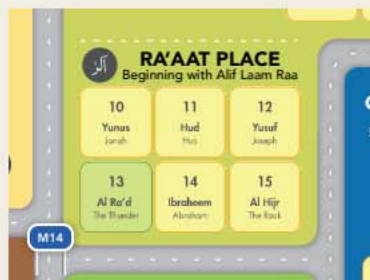 الر
RA'AAT PLACE
Beginning with Alif Laam Raa
10
Yunus
Jonah
11
Hud
Hud
12
Yusuf
Joseph
13
Al Ra'd
The Thunder
14
Ibraheem
Abraham
15
Al Hijr
The Rock
M14